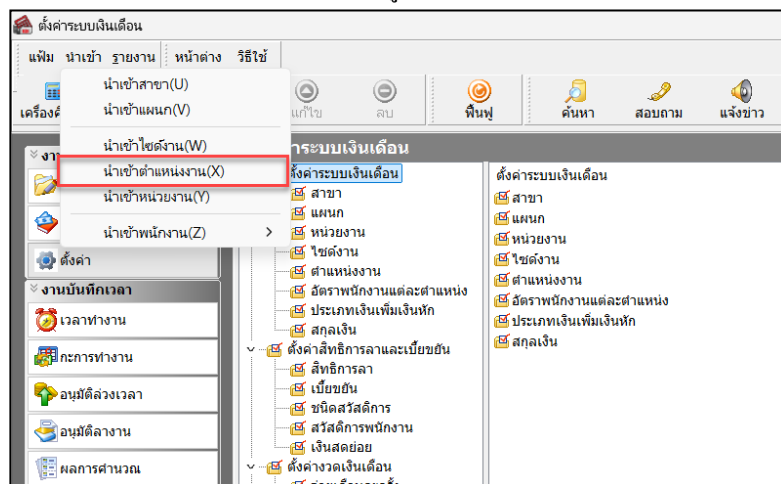 ตั้งค่าระบบเงินเดือน
แฟ้ม นำเข้า รายงาน หน้าต่าง วิธีใช้
นำเข้าสาขา(U)
นำเข้าแผนก(V)
นำเข้าไซด์งาน(W)
นำเข้าตำแหน่งงาน(X)
นำเข้าหน่วยงาน(Y)
นำเข้าพนักงาน(Z)
แก้ไข ลบ ฟื้นฟู ค้นหา สอบถาม แจ้งข่าว
ตั้งค่า
งานบันทึกเวลา
เวลาทำงาน
กะการทำงาน
อนุมัติล่วงเวลา
อนุมัติลางาน
ผลการคำนวณ
ตั้งค่าระบบเงินเดือน
สาขา
แผนก
หน่วยงาน
ไซด์งาน
ตำแหน่งงาน
อัตราพนักงานแต่ละตำแหน่ง
ประเภทเงินเพิ่มเงินหัก
สกุลเงิน
ตั้งค่าสิทธิการลาและเบี้ยขยัน
สิทธิการลา
เบี้ยขยัน
ชนิดสวัสดิการ
สวัสดิการพนักงาน
เงินสดย่อย
ตั้งค่างวดเงินเดือน
ตั้งค่าระบบเงินเดือน
สาขา
แผนก
หน่วยงาน
ไซด์งาน
ตำแหน่งงาน
อัตราพนักงานแต่ละตำแหน่ง
ประเภทเงินเพิ่มเงินหัก
สกุลเงิน